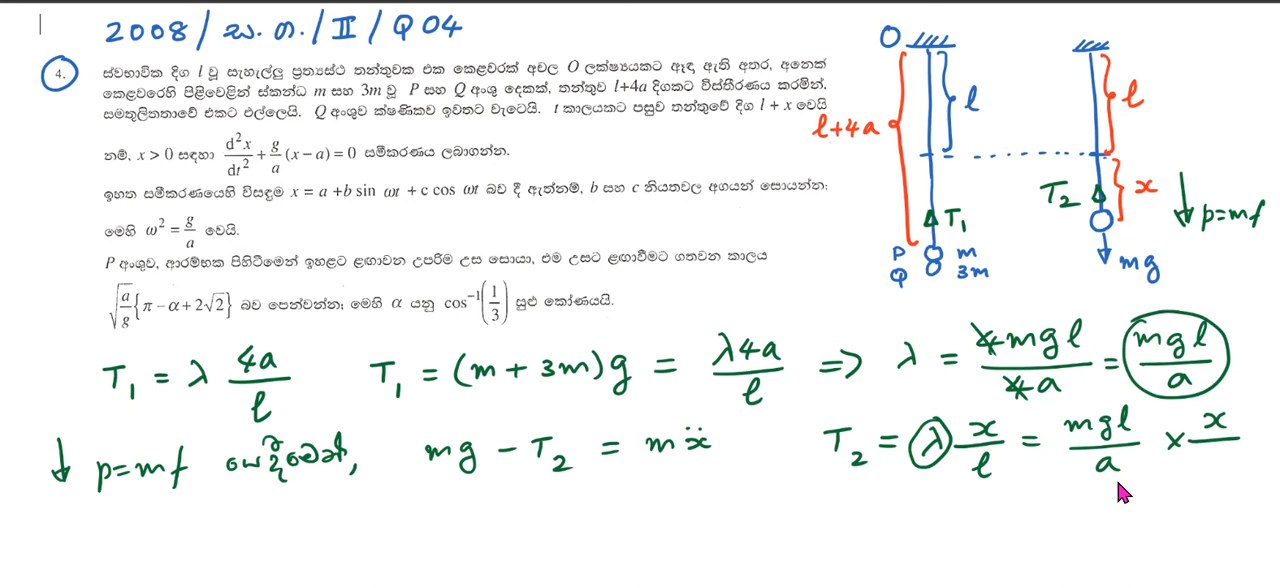 2008 / සං.ග. / II / Q 04
4. ස්වභාවික දිග l වූ සැහැල්ලු ප්‍රත්‍යස්ථ තන්තුවක එක කෙළවරක් අචල O ලක්ෂ්‍යයකට ඈඳා ඇති අතර, අනෙක්
කෙළවරෙහි පිළිවෙළින් ස්කන්ධ m සහ 3m වූ P සහ Q අංශු දෙකක්, තන්තුව l+4a දිගකට විස්තීරණය කරමින්,
සමතුලිතතාවේ එකට එල්ලෙයි. Q අංශුව ක්ෂණිකව ඉවතට වැටෙයි. t කාලයකට පසුව තන්තුවේ දිග l + x වෙයි
නම්, x > 0 සඳහා d²x/dt² + g/a (x − a) = 0 සමීකරණය ලබාගන්න.
ඉහත සමීකරණයෙහි විසඳුම x = a + b sin ωt + c cos ωt බව දී ඇත්නම්, b සහ c නියතවල අගයන් සොයන්න;
මෙහි ω² = g/a වෙයි.
P අංශුව, ආරම්භක පිහිටීමෙන් ඉහළට ළඟාවන උපරිම උස සොයා, එම උසට ළඟාවීමට ගතවන කාලය
√(a/g) {π − α + 2√2} බව පෙන්වන්න; මෙහි α යනු cos⁻¹(1/3) සුළු කෝණයයි.
O
l
l+4a
T₁
P m
Q 3m
l
x
T₂
mg
↓ p=mf
T₁ = λ 4a/l T₁ = (m + 3m)g = λ4a/l ⇒ λ = 4mgl/4a = mgl/a
↓ p=mf යෙදීමෙන්, mg − T₂ = mẍ T₂ = λ x/l = mgl/a × x